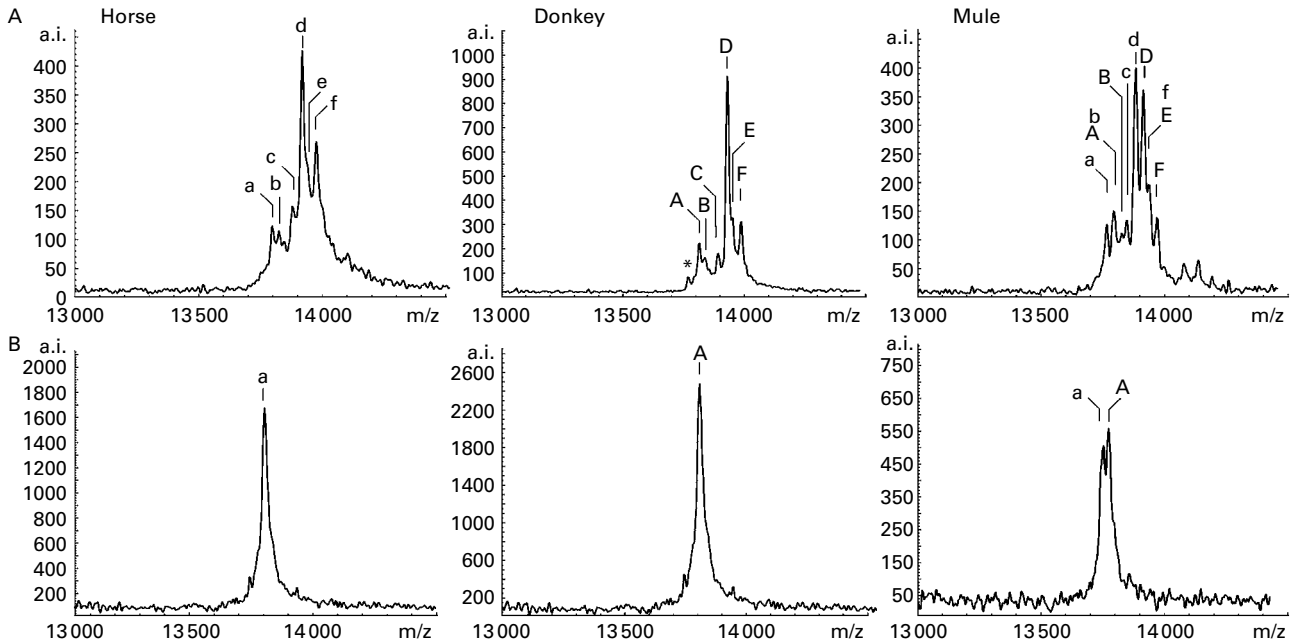 A
Horse
Donkey
Mule
a.i.
400
350
300
250
200
150
100
50
0
a
b
c
d
e
f
13 000
13 500
14 000
m/z
a.i.
1000
900
800
700
600
500
400
300
200
100
*
A
B
C
D
E
F
13 000
13 500
14 000
m/z
a.i.
400
350
300
250
200
150
100
50
0
a
b
A
B
c
d
D
f
E
F
13 000
13 500
14 000
m/z
B
a.i.
2000
1800
1600
1400
1200
1000
800
600
400
200
a
13 000
13 500
14 000
m/z
a.i.
2600
2200
1800
1400
1000
600
200
A
13 000
13 500
14 000
m/z
a.i.
750
650
550
450
350
250
150
50
a
A
13 000
13 500
14 000
m/z